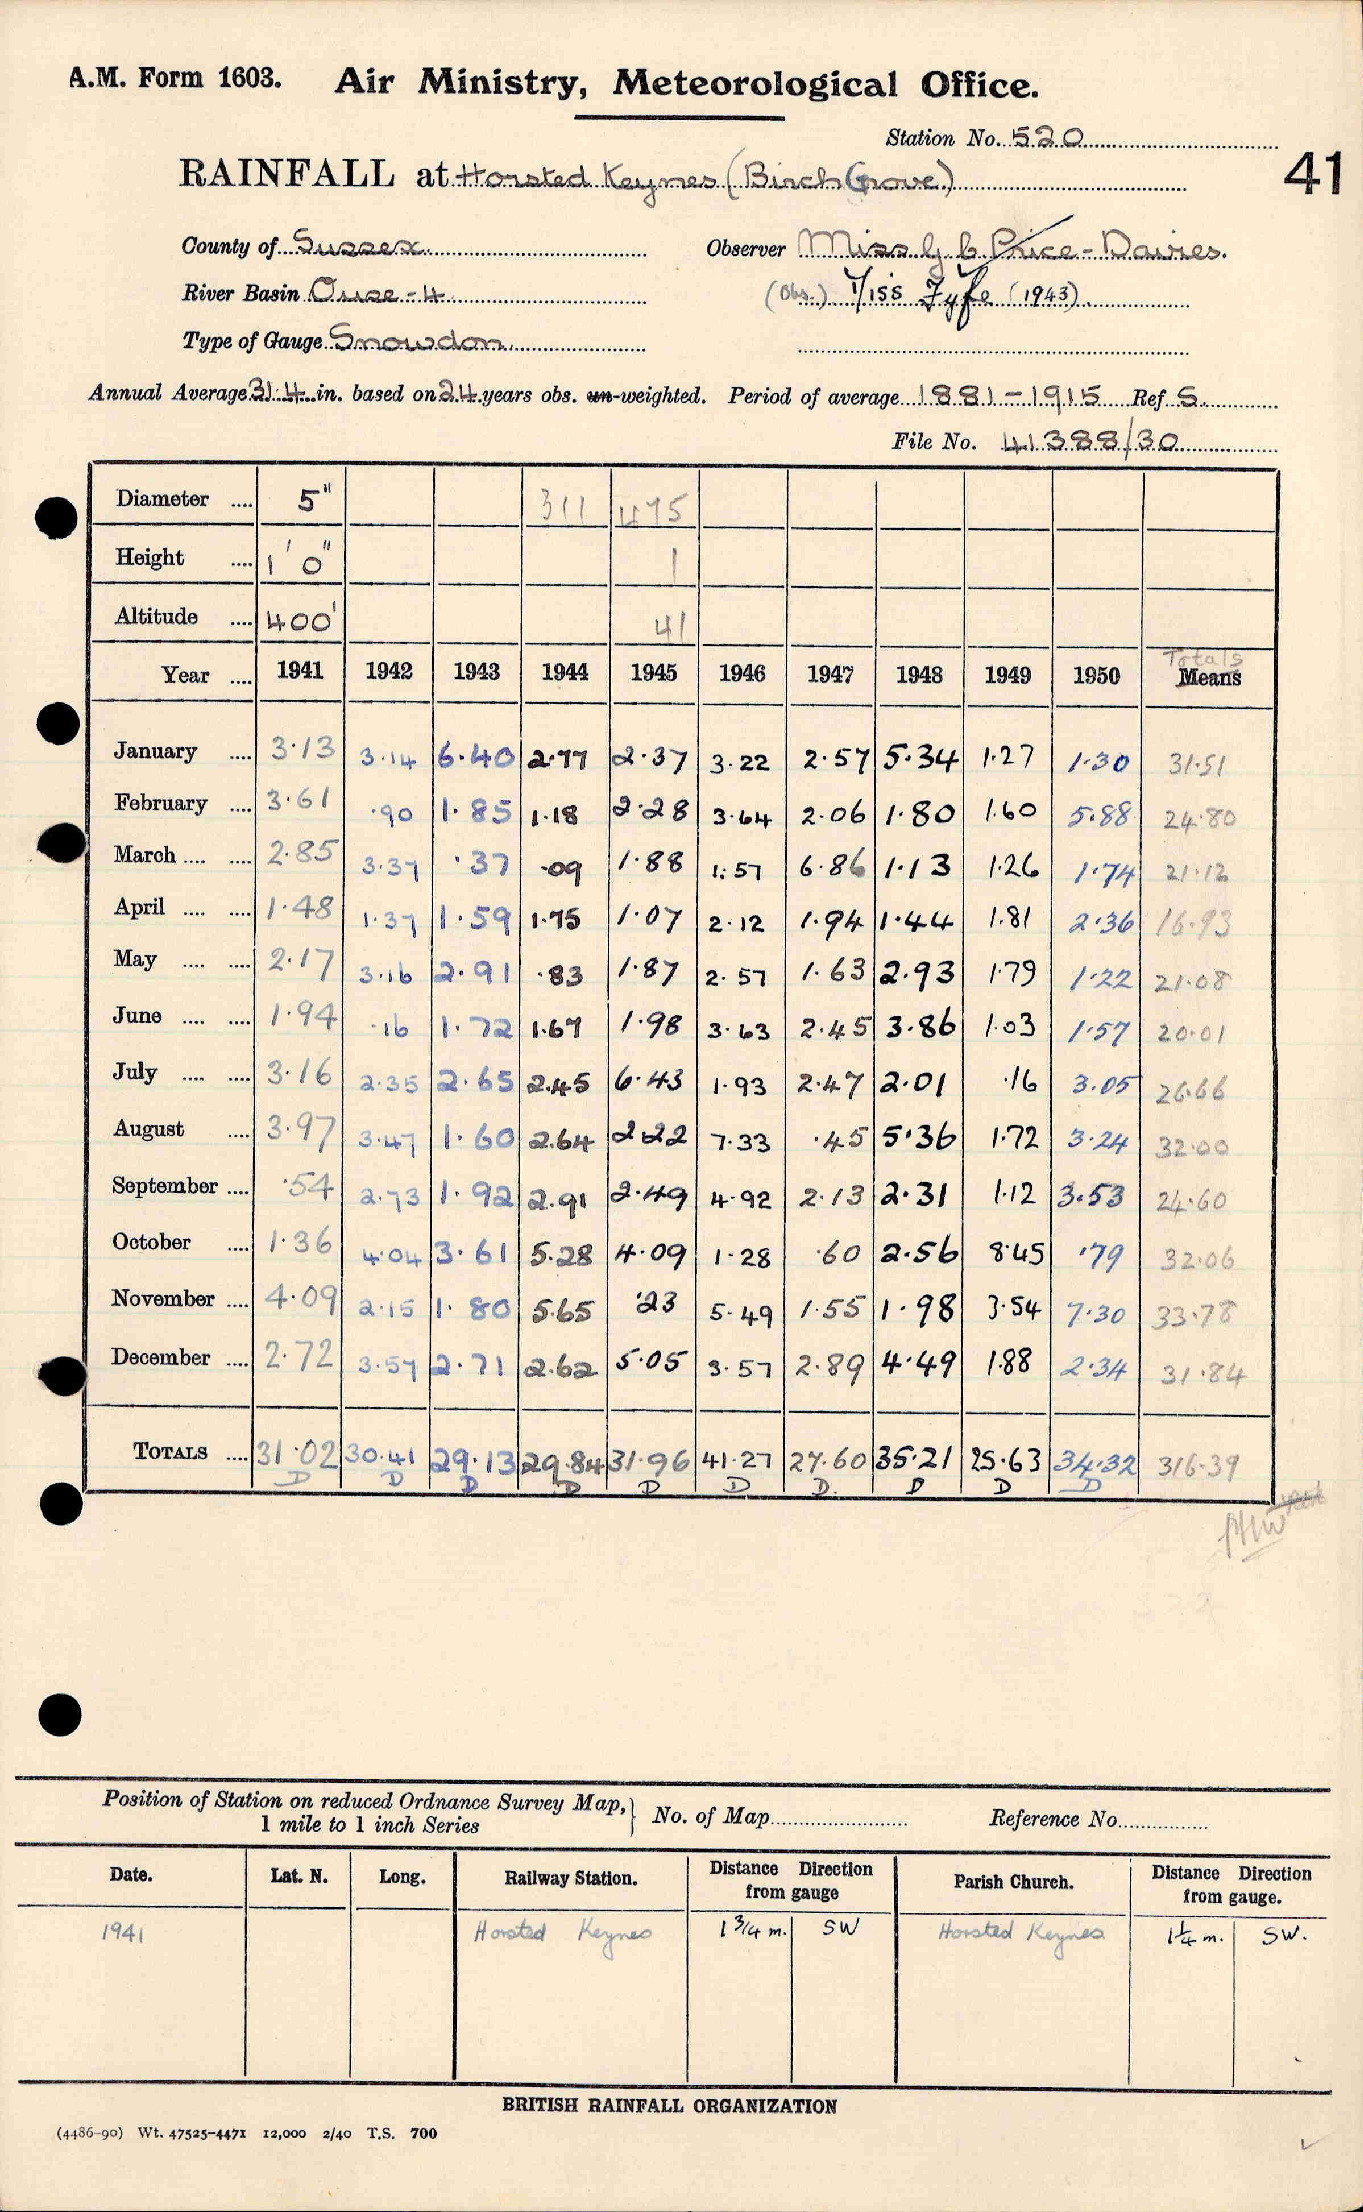 A.M. Form 1603. Air Ministry, Meteorological Office.
Station No. 520
41
RAINFALL at Horsted Keynes (Birch Grove.)
County of Sussex. Observer Miss G C Price-Davies.
River Basin Ouse-4 (Obs.) Miss Fyfe (1943)
Type of Gauge Snowdon
Annual Average 31.4 in. based on 24 years obs. un-weighted. Period of average 1881-1915 Ref S.
File No. 41388/30
Diameter .... 5" 311 475
Height .... 1' 0" 1
Altitude .... 400' 41
Totals
Year .... 1941 1942 1943 1944 1945 1946 1947 1948 1949 1950 Means
January .... 3.13 3.14 6.40 2.77 2.37 3.22 2.57 5.34 1.27 1.30 31.51
February .... 3.61 .90 1.85 1.18 2.28 3.64 2.06 1.80 1.60 5.88 24.80
March .... .... 2.85 3.37 .37 .09 1.88 1.57 6.86 1.13 1.26 1.74 21.12
April .... .... 1.48 1.37 1.59 1.75 1.07 2.12 1.94 1.44 1.81 2.36 16.93
May .... .... 2.17 3.16 2.91 .83 1.87 2.57 1.63 2.93 1.79 1.22 21.08
June .... .... 1.94 .16 1.72 1.67 1.98 3.63 2.45 3.86 1.03 1.57 20.01
July .... .... 3.16 2.35 2.65 2.45 6.43 1.93 2.47 2.01 .16 3.05 26.66
August .... 3.97 3.47 1.60 2.64 2.22 7.33 .45 5.36 1.72 3.24 32.00
September .... .54 2.73 1.92 2.91 2.49 4.92 2.13 2.31 1.12 3.53 24.60
October .... 1.36 4.04 3.61 5.28 4.09 1.28 .60 2.56 8.45 .79 32.06
November .... 4.09 2.15 1.80 5.65 .23 5.49 1.55 1.98 3.54 7.30 33.78
December .... 2.72 3.57 2.71 2.62 5.05 3.57 2.89 4.49 1.88 2.34 31.84
TOTALS .... 31.02 30.41 29.13 29.84 31.96 41.27 27.60 35.21 25.63 34.32 316.39
D D D D D D D. D D D
Position of Station on reduced Ordnance Survey Map, 1 mile to 1 inch Series } No. of Map Reference No.
Date. Lat. N. Long. Railway Station. Distance Direction from gauge Parish Church. Distance Direction from gauge.
1941 Horsted Keynes 1 3/4 m. SW Horsted Keynes 1 1/4 m. SW.
BRITISH RAINFALL ORGANIZATION
(4486-90) Wt. 47525-4471 12,000 2/40 T.S. 700